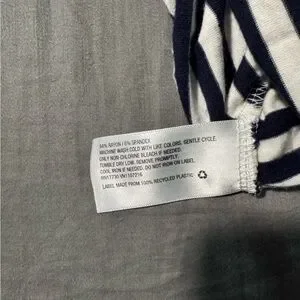 94% RAYON / 6% SPANDEX
MACHINE WASH COLD WITH LIKE COLORS. GENTLE CYCLE.
ONLY NON CHLORINE BLEACH IF NEEDED.
TUMBLE DRY LOW. REMOVE PROMPTLY.
COOL IRON IF NEEDED. DO NOT IRON ON LABEL.
LABEL MADE FROM 100% RECYCLED PLASTIC